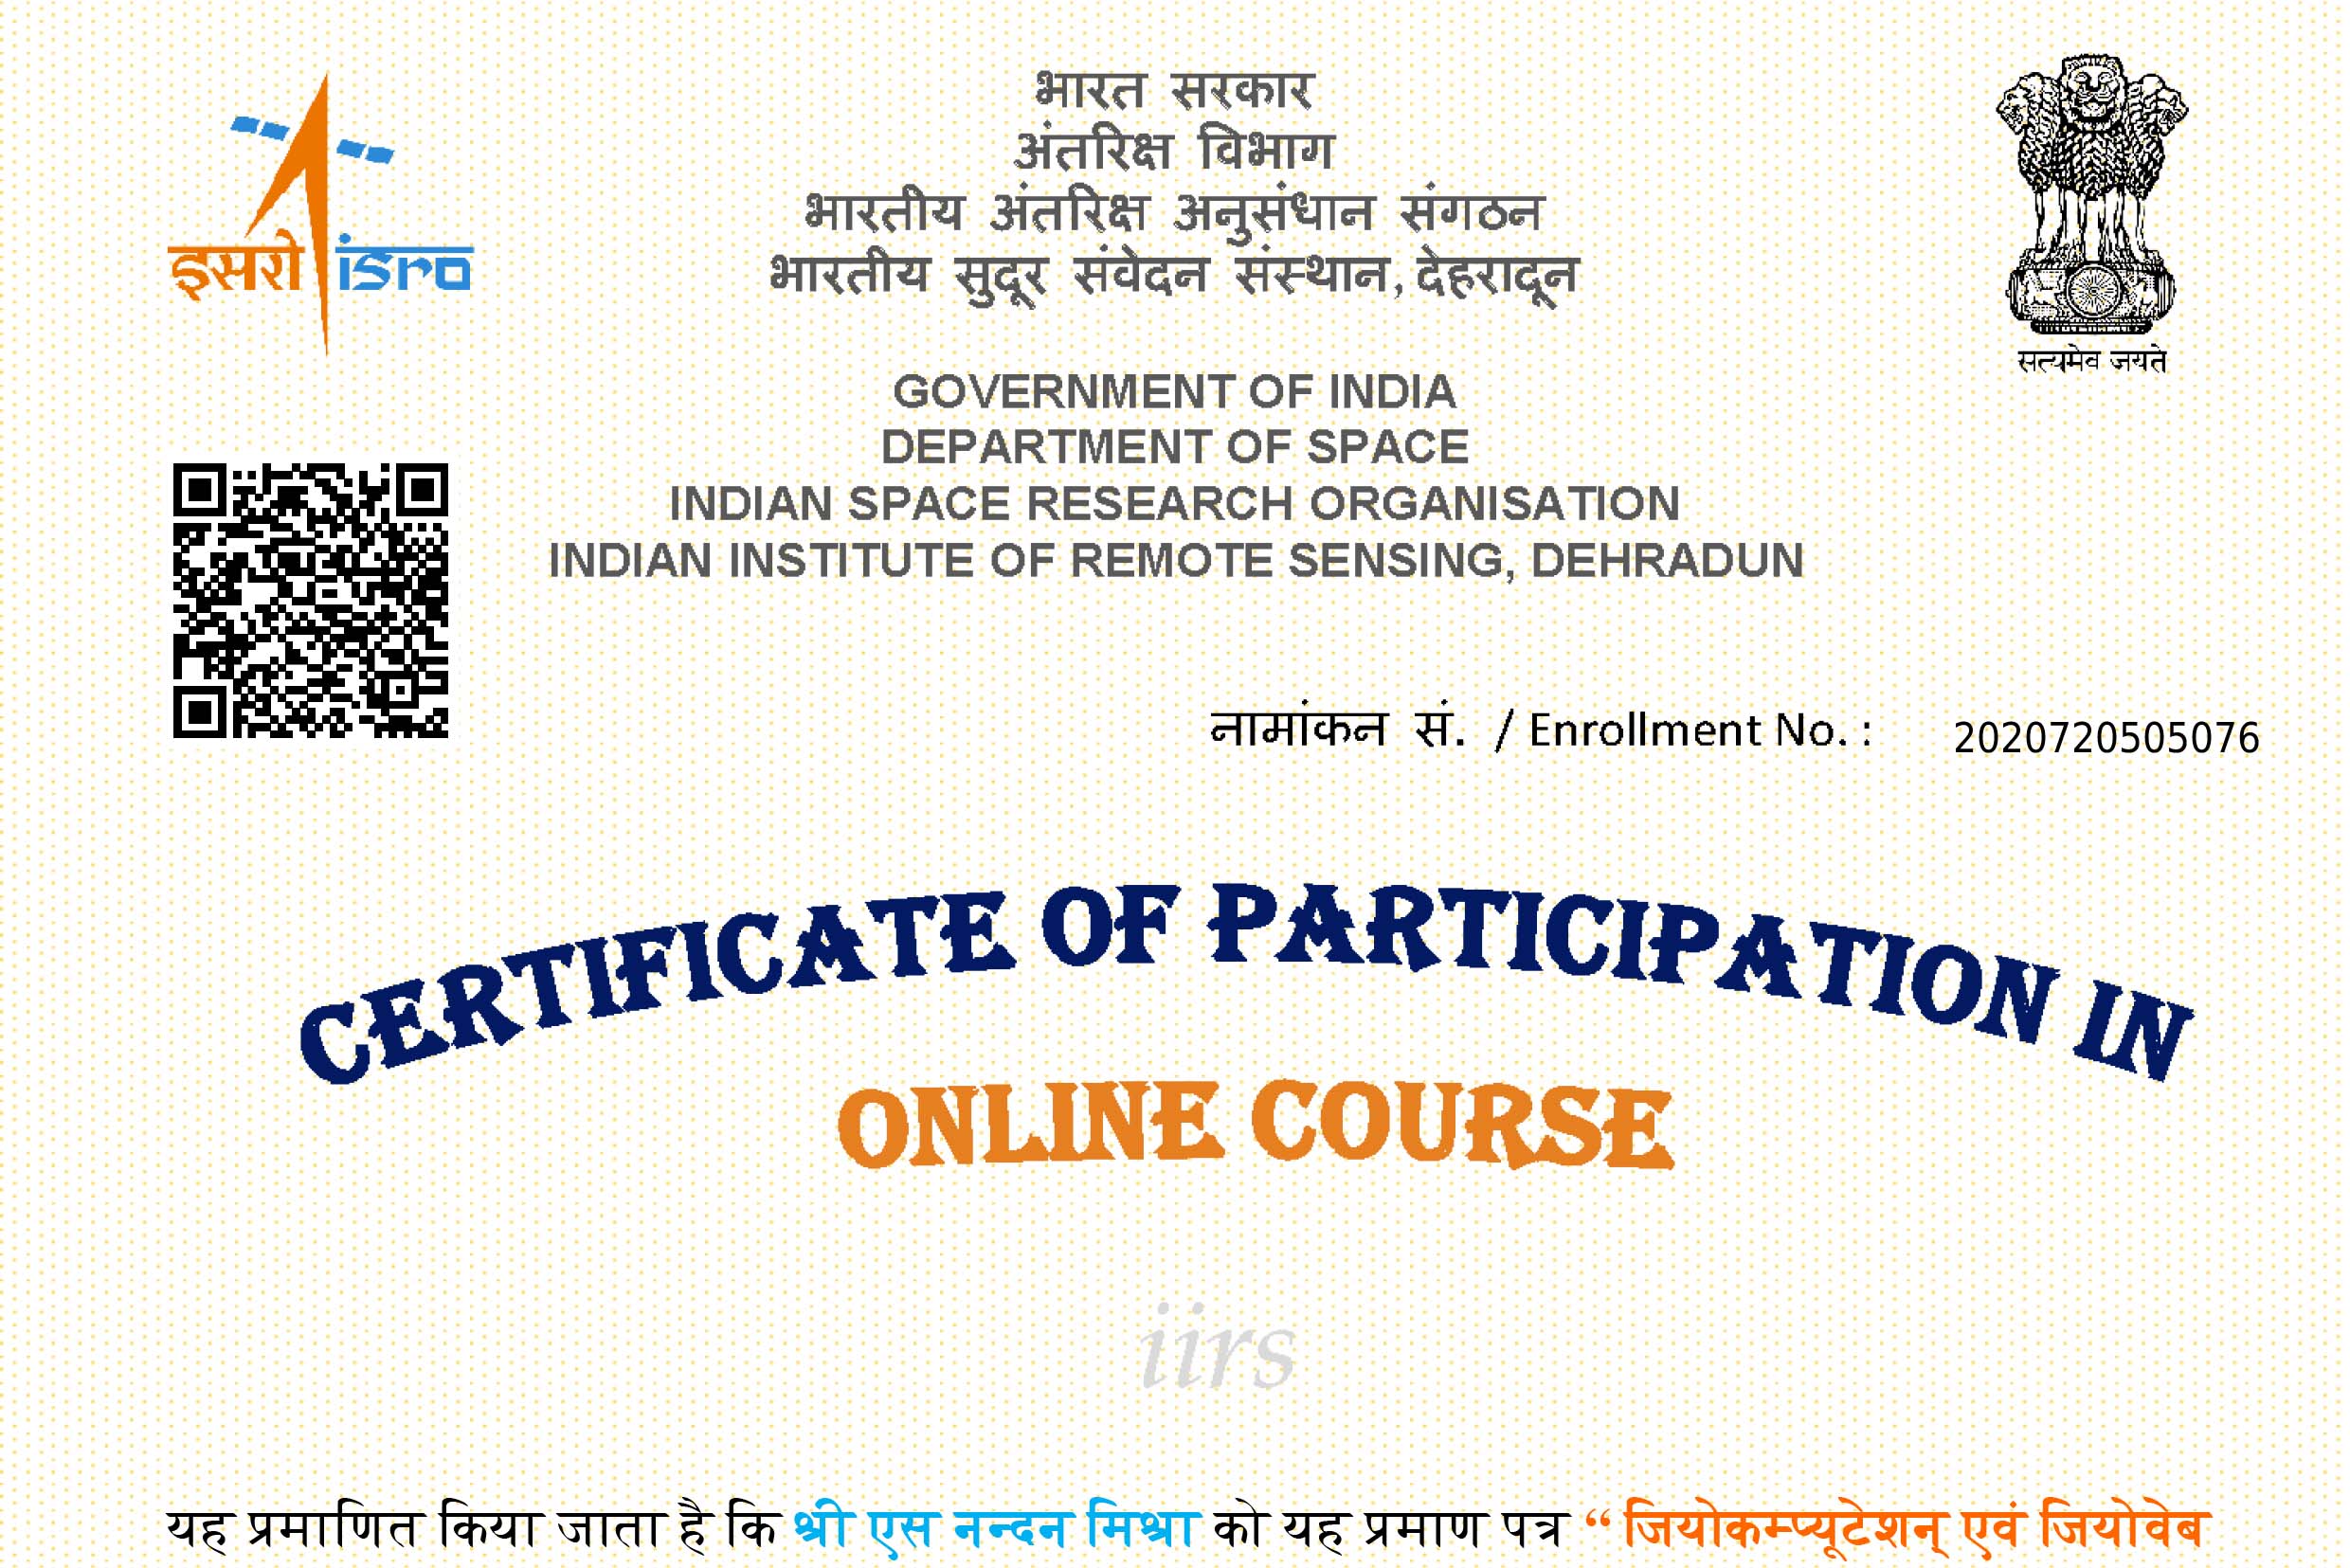 भारत सरकार
अंतरिक्ष विभाग
भारतीय अंतरिक्ष अनुसंधान संगठन
भारतीय सुदूर संवेदन संस्थान, देहरादून
इसरो isro
सत्यमेव जयते
GOVERNMENT OF INDIA
DEPARTMENT OF SPACE
INDIAN SPACE RESEARCH ORGANISATION
INDIAN INSTITUTE OF REMOTE SENSING, DEHRADUN
नामांकन सं. / Enrollment No. : 2020720505076
CERTIFICATE OF PARTICIPATION IN
ONLINE COURSE
iirs
यह प्रमाणित किया जाता है कि श्री एस नन्दन मिश्रा को यह प्रमाण पत्र “ जियोकम्प्यूटेशन् एवं जियोवेब